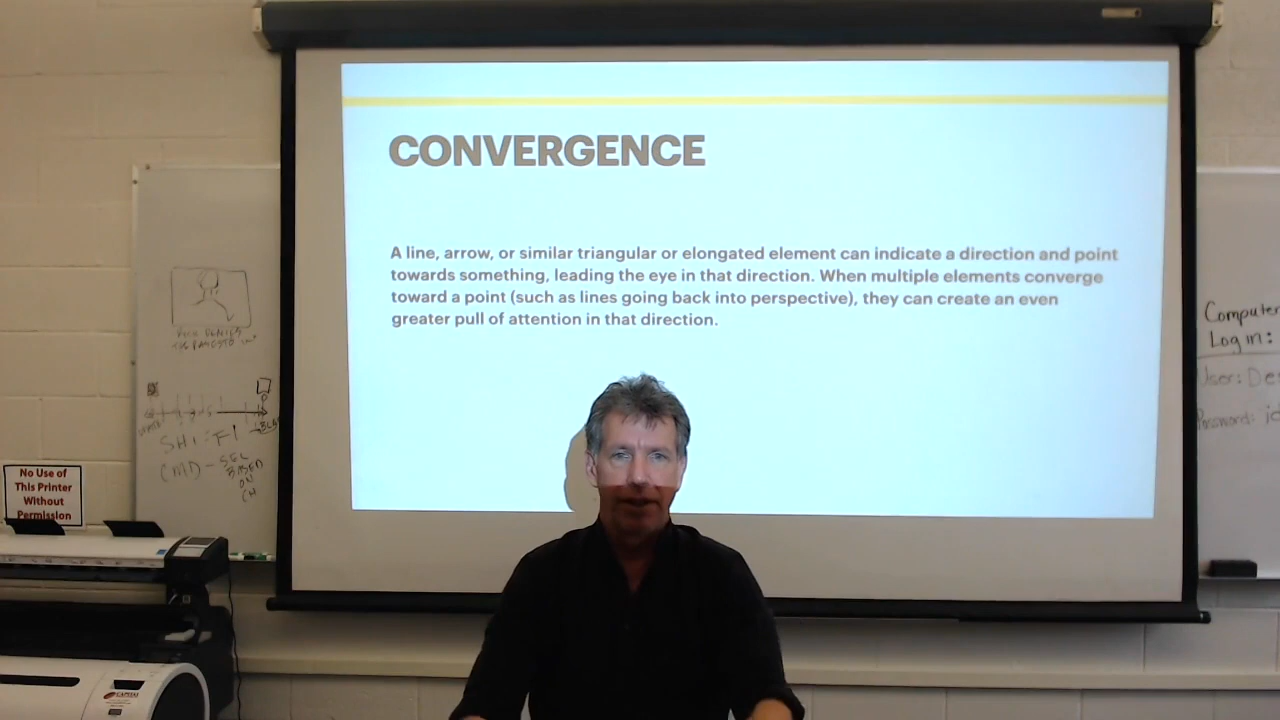 CONVERGENCE
A line, arrow, or similar triangular or elongated element can indicate a direction and point
towards something, leading the eye in that direction. When multiple elements converge
toward a point (such as lines going back into perspective), they can create an even
greater pull of attention in that direction.
SHI
CMD - SEL
BASED
ON
No Use of
This Printer
Without
Permission
Computer
Log in:
User: De
Password: